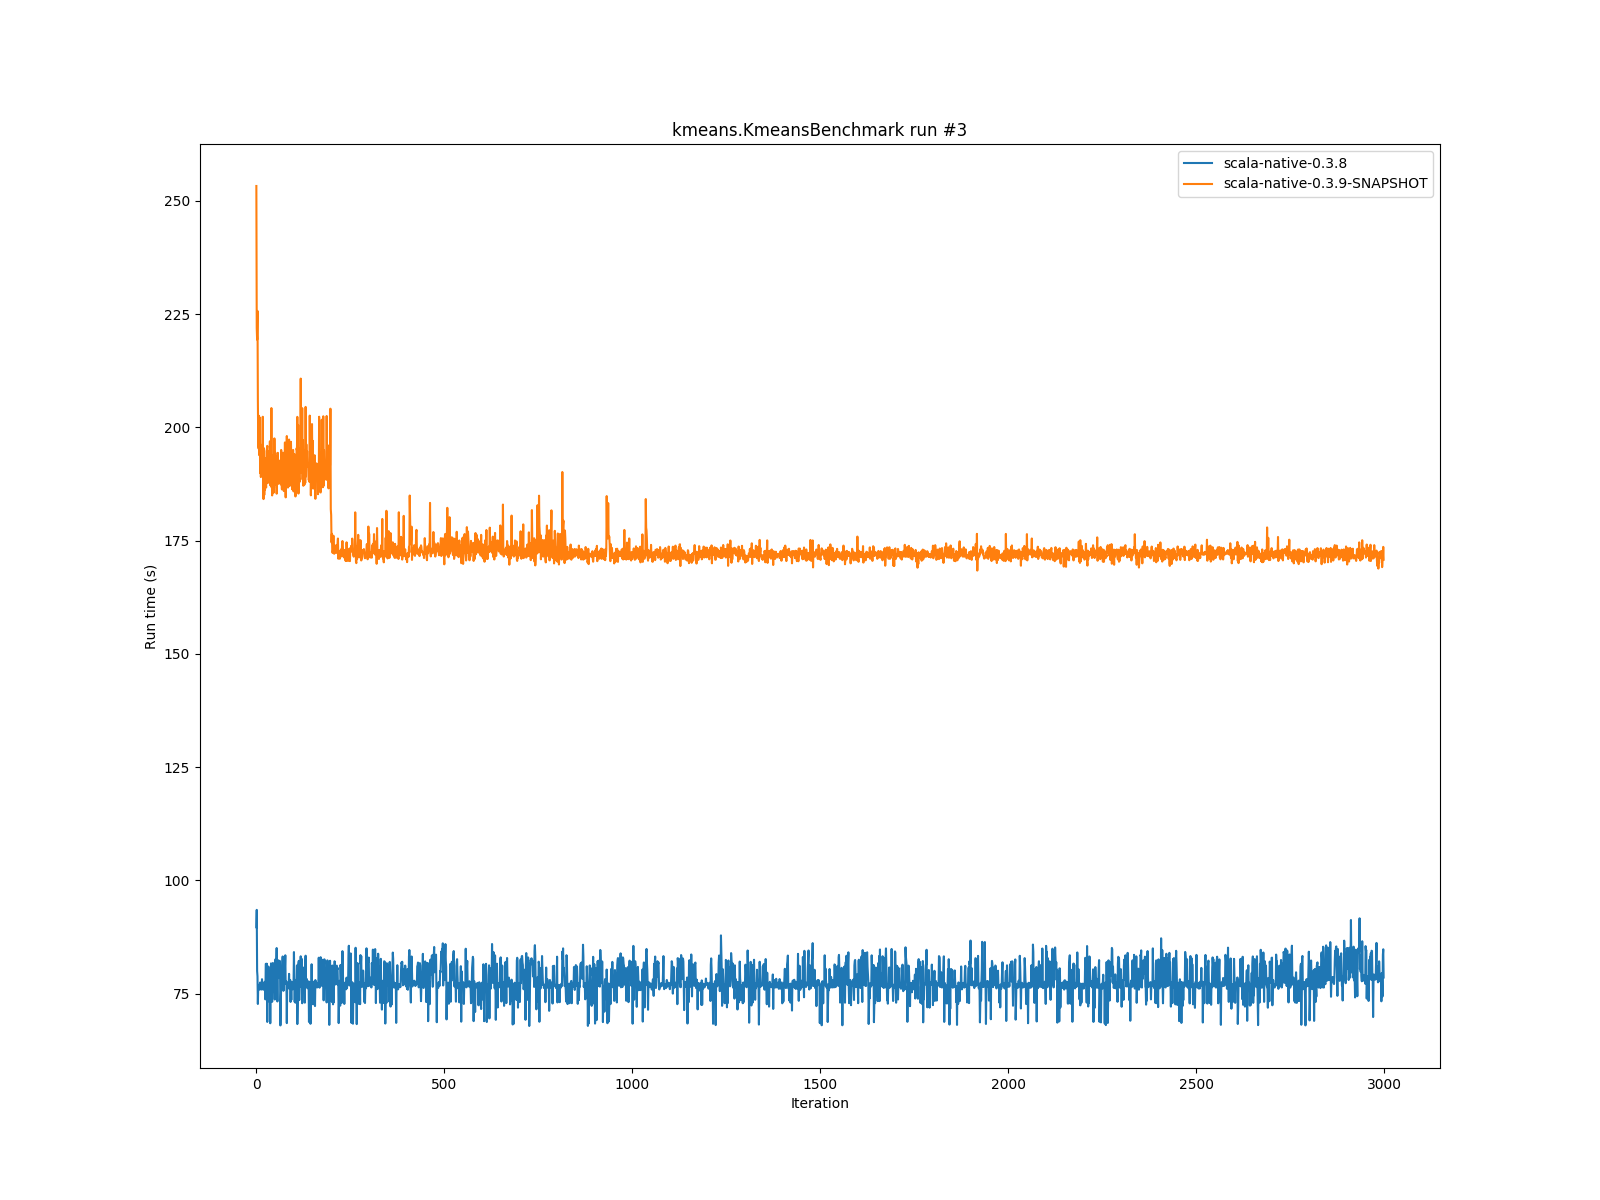 kmeans.KmeansBenchmark run #3
scala-native-0.3.8
scala-native-0.3.9-SNAPSHOT
250
225
200
175
150
125
100
75
Run time (s)
0 500 1000 1500 2000 2500 3000
Iteration